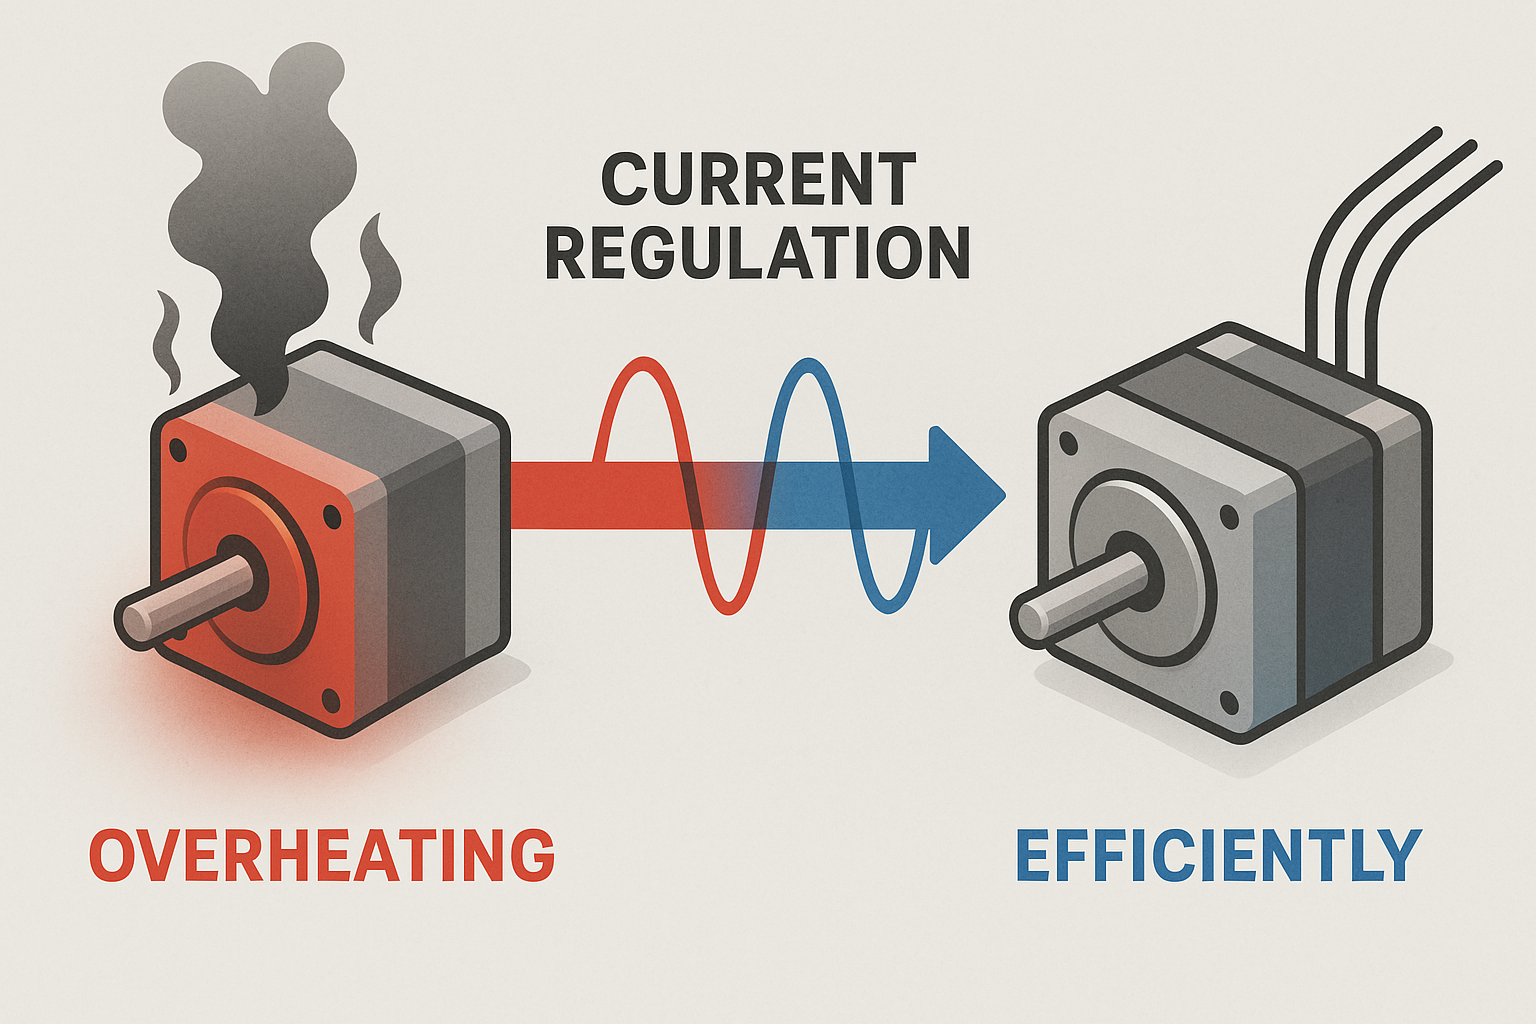 CURRENT
REGULATION
OVERHEATING
EFFICIENTLY